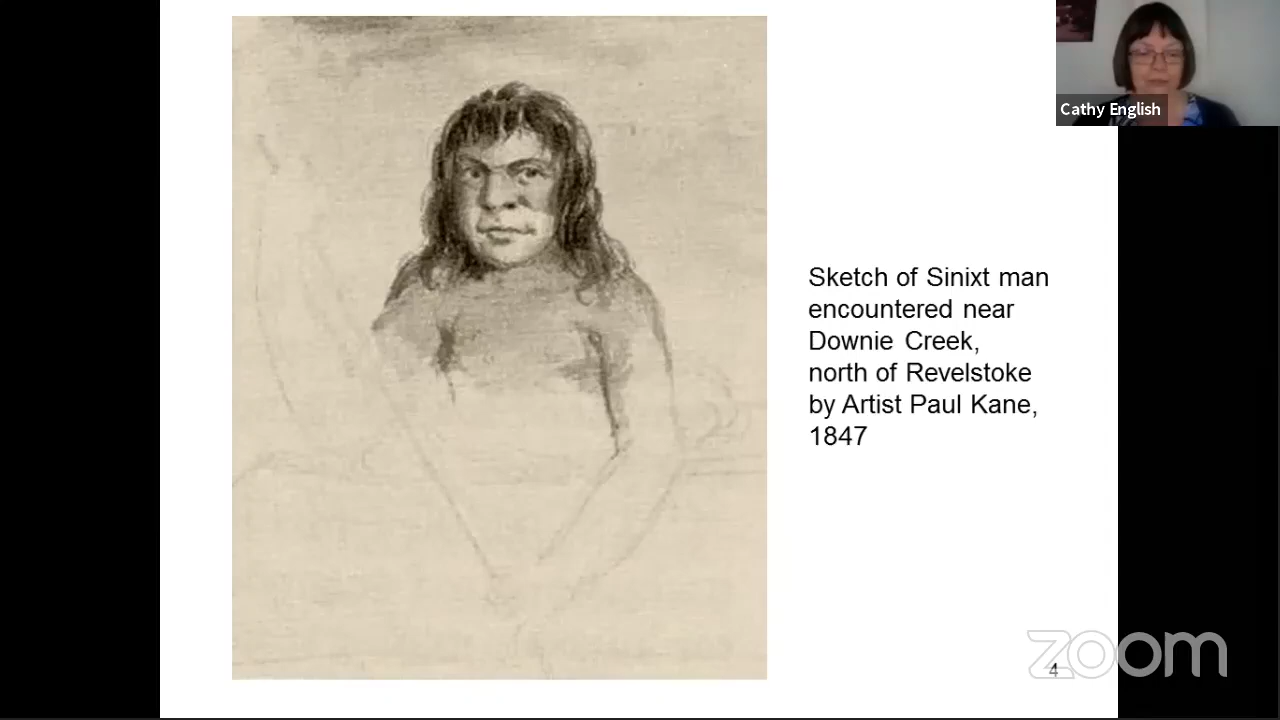 Cathy English
Sketch of Sinixt man
encountered near
Downie Creek,
north of Revelstoke
by Artist Paul Kane,
1847
zoom
4